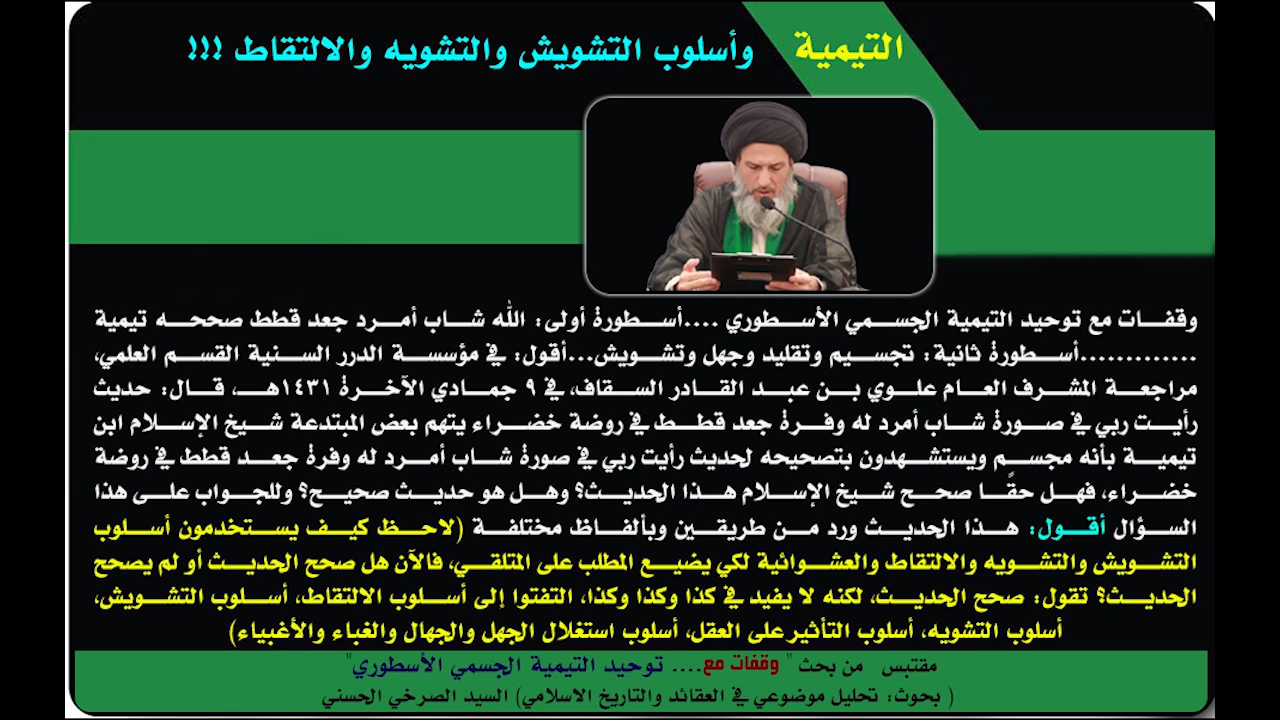 التيمية وأسلوب التشويش والتشويه والالتقاط !!!
وقفات مع توحيد التيمية الجسمي الأسطوري ....أسطورة أولى: الله شاب أمرد جعد قطط صححه تيمية
.............أسطورة ثانية: تجسيم وتقليد وجهل وتشويش...أقول: في مؤسسة الدرر السنية القسم العلمي،
مراجعة المشرف العام علوي بن عبد القادر السقاف، في ٩ جمادي الآخرة ١٤٣١هـ، قال: حديث
رأيت ربي في صورة شاب أمرد له وفرة جعد قطط في روضة خضراء يتهم بعض المبتدعة شيخ الإسلام ابن
تيمية بأنه مجسم ويستشهدون بتصحيحه لحديث رأيت ربي في صورة شاب أمرد له وفرة جعد قطط في روضة
خضراء، فهل حقًا صحح شيخ الإسلام هذا الحديث؟ وهل هو حديث صحيح؟ وللجواب على هذا
السؤال أقول: هذا الحديث ورد من طريقين وبألفاظ مختلفة (لاحظ كيف يستخدمون أسلوب
التشويش والتشويه والالتقاط والعشوائية لكي يضيع المطلب على المتلقي، فالآن هل صحح الحديث أو لم يصحح
الحديث؟ تقول: صحح الحديث، لكنه لا يفيد في كذا وكذا وكذا، التفتوا إلى أسلوب الالتقاط، أسلوب التشويش،
أسلوب التشويه، أسلوب التأثير على العقل، أسلوب استغلال الجهل والجهال والغباء والأغبياء)
مقتبس من بحث " وقفات مع.... توحيد التيمية الجسمي الأسطوري"
( بحوث: تحليل موضوعي في العقائد والتاريخ الاسلامي) السيد الصرخي الحسني